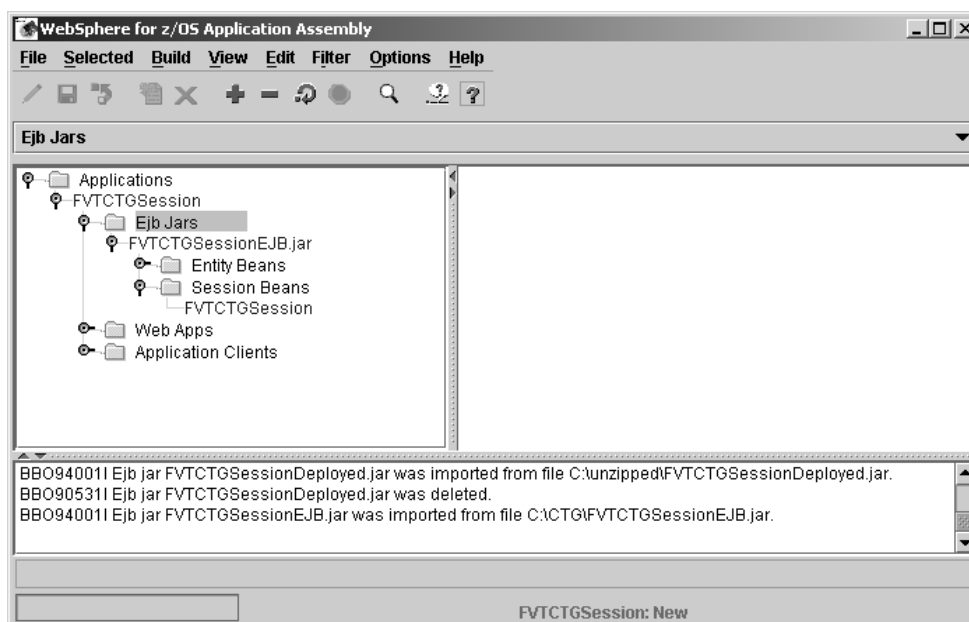 WebSphere for z/OS Application Assembly
File Selected Build View Edit Filter Options Help
Ejb Jars
Applications
FVTCTGSession
Ejb Jars
FVTCTGSessionEJB.jar
Entity Beans
Session Beans
FVTCTGSession
Web Apps
Application Clients
BBO94001I Ejb jar FVTCTGSessionDeployed.jar was imported from file C:\unzipped\FVTCTGSessionDeployed.jar.
BBO90531I Ejb jar FVTCTGSessionDeployed.jar was deleted.
BBO94001I Ejb jar FVTCTGSessionEJB.jar was imported from file C:\CTG\FVTCTGSessionEJB.jar.
FVTCTGSession: New